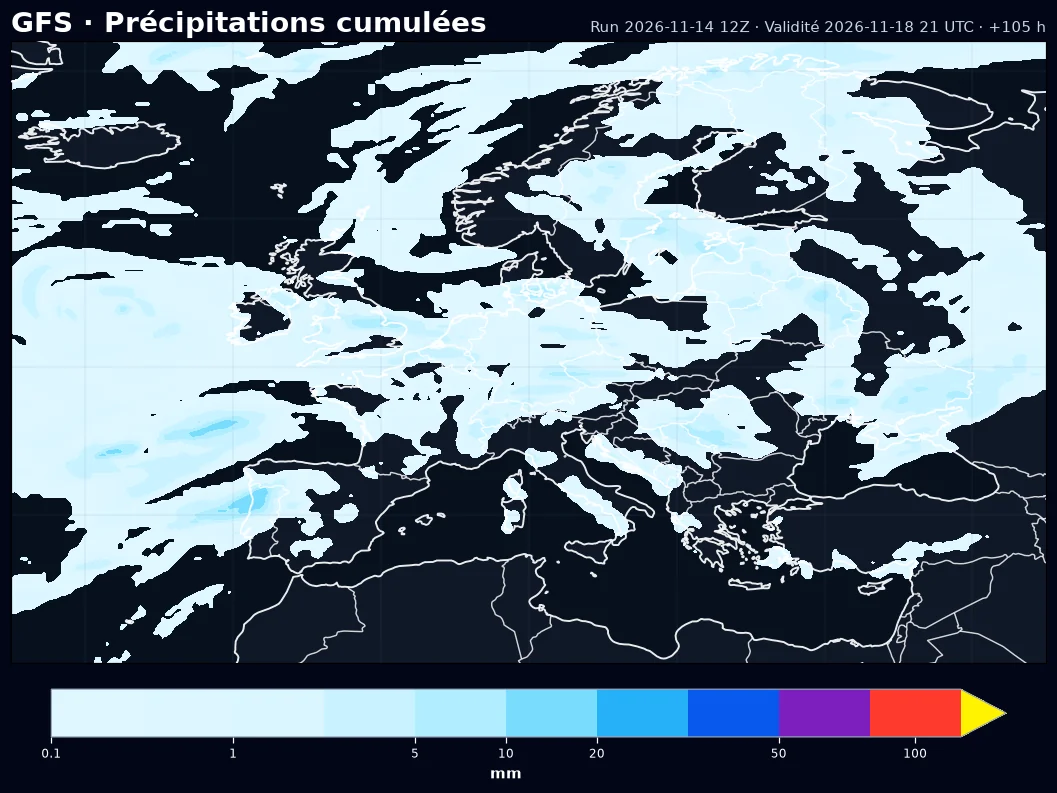 GFS · Précipitations cumulées
Run 2026-11-14 12Z · Validité 2026-11-18 21 UTC · +105 h
0.1 1 5 10 20 50 100
mm